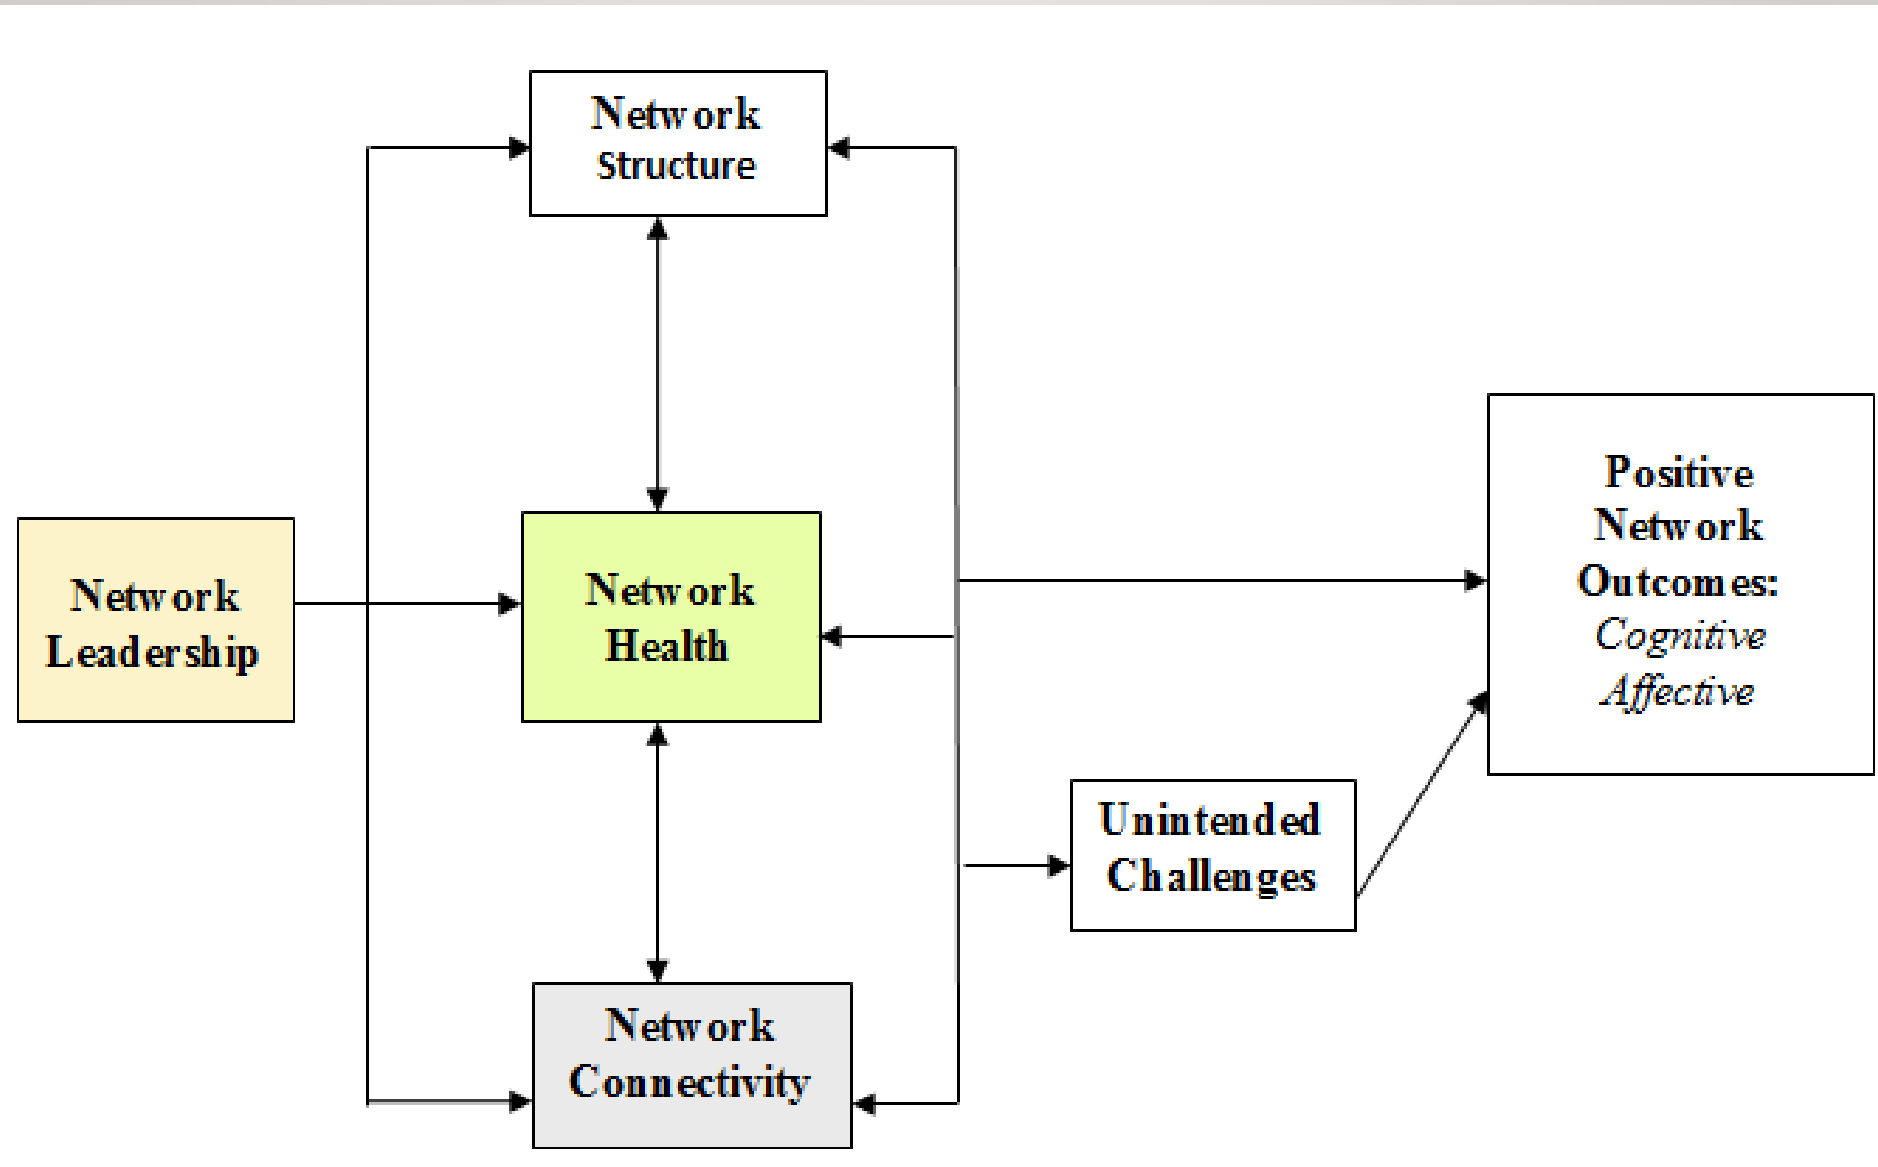 Network
Structure
Network
Leadership
Network
Health
Network
Connectivity
Unintended
Challenges
Positive
Network
Outcomes:
Cognitive
Affective